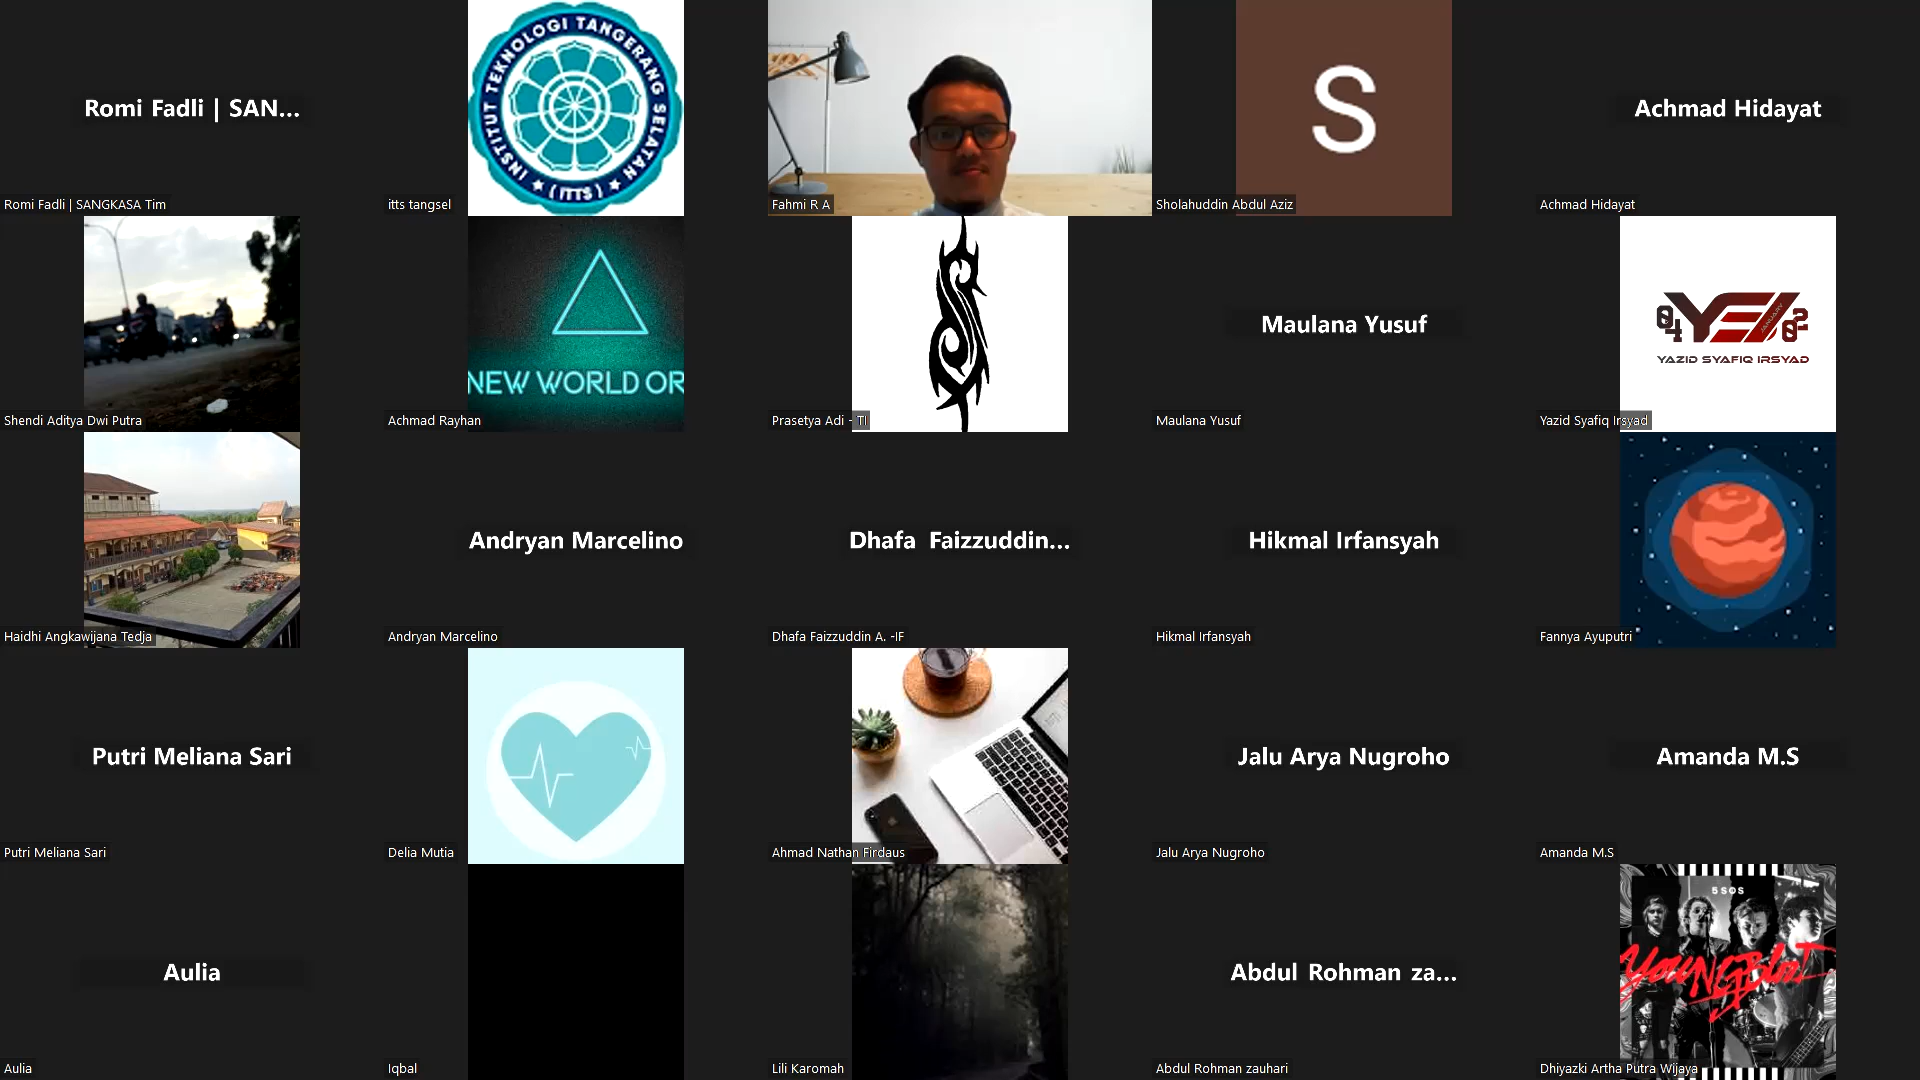 Romi Fadli | SAN...
Romi Fadli | SANGKASA Tim
INSTITUT TEKNOLOGI TANGERANG SELATAN
★ (ITTS) ★
itts tangsel
Fahmi R A
S
Sholahuddin Abdul Aziz
Achmad Hidayat
Achmad Hidayat
Shendi Aditya Dwi Putra
NEW WORLD OR
Achmad Rayhan
Prasetya Adi - TI
Maulana Yusuf
Maulana Yusuf
04 YSI JANUARY 02
YAZID SYAFIQ IRSYAD
Yazid Syafiq Irsyad
Haidhi Angkawijana Tedja
Andryan Marcelino
Andryan Marcelino
Dhafa Faizzuddin...
Dhafa Faizzuddin A. -IF
Hikmal Irfansyah
Hikmal Irfansyah
Fannya Ayuputri
Putri Meliana Sari
Putri Meliana Sari
Delia Mutia
Ahmad Nathan Firdaus
Jalu Arya Nugroho
Jalu Arya Nugroho
Amanda M.S
Amanda M.S
Aulia
Aulia
Iqbal
Lili Karomah
Abdul Rohman za...
Abdul Rohman zauhari
5SOS
YOUNGBLOOD
Dhiyazki Artha Putra Wijaya